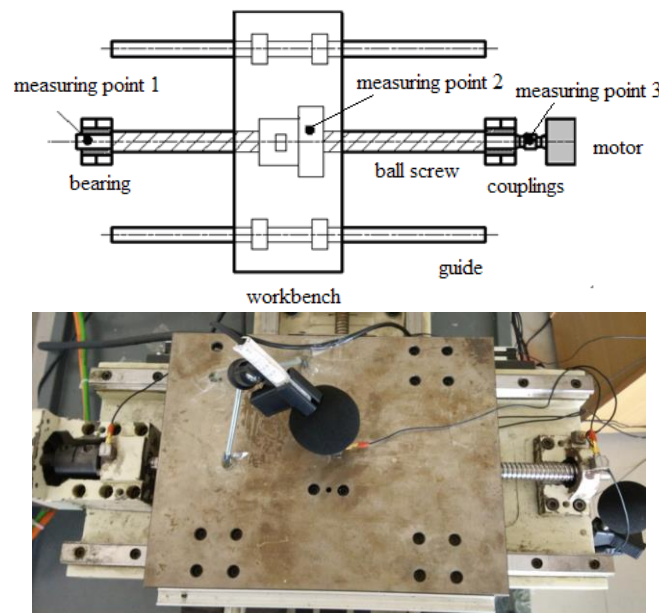 measuring point 1
measuring point 2
measuring point 3
bearing
ball screw
couplings
motor
guide
workbench